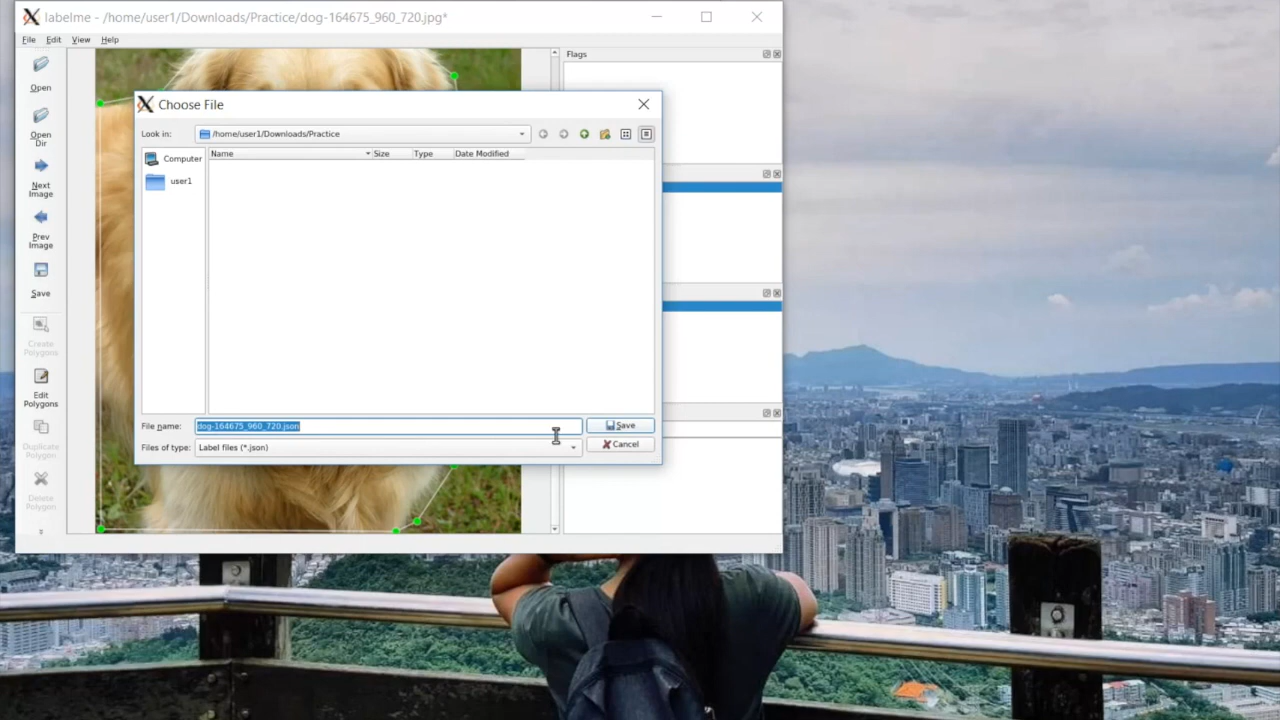 labelme - /home/user1/Downloads/Practice/dog-164675_960_720.jpg*
File Edit View Help
Open
Open
Dir
Next
Image
Prev
Image
Save
Create
Polygons
Edit
Polygons
Duplicate
Polygon
Delete
Polygon
Flags
Choose File
Look in: /home/user1/Downloads/Practice
Computer
user1
Name Size Type Date Modified
File name: dog-164675_960_720.json Save
Files of type: Label files (*.json) Cancel